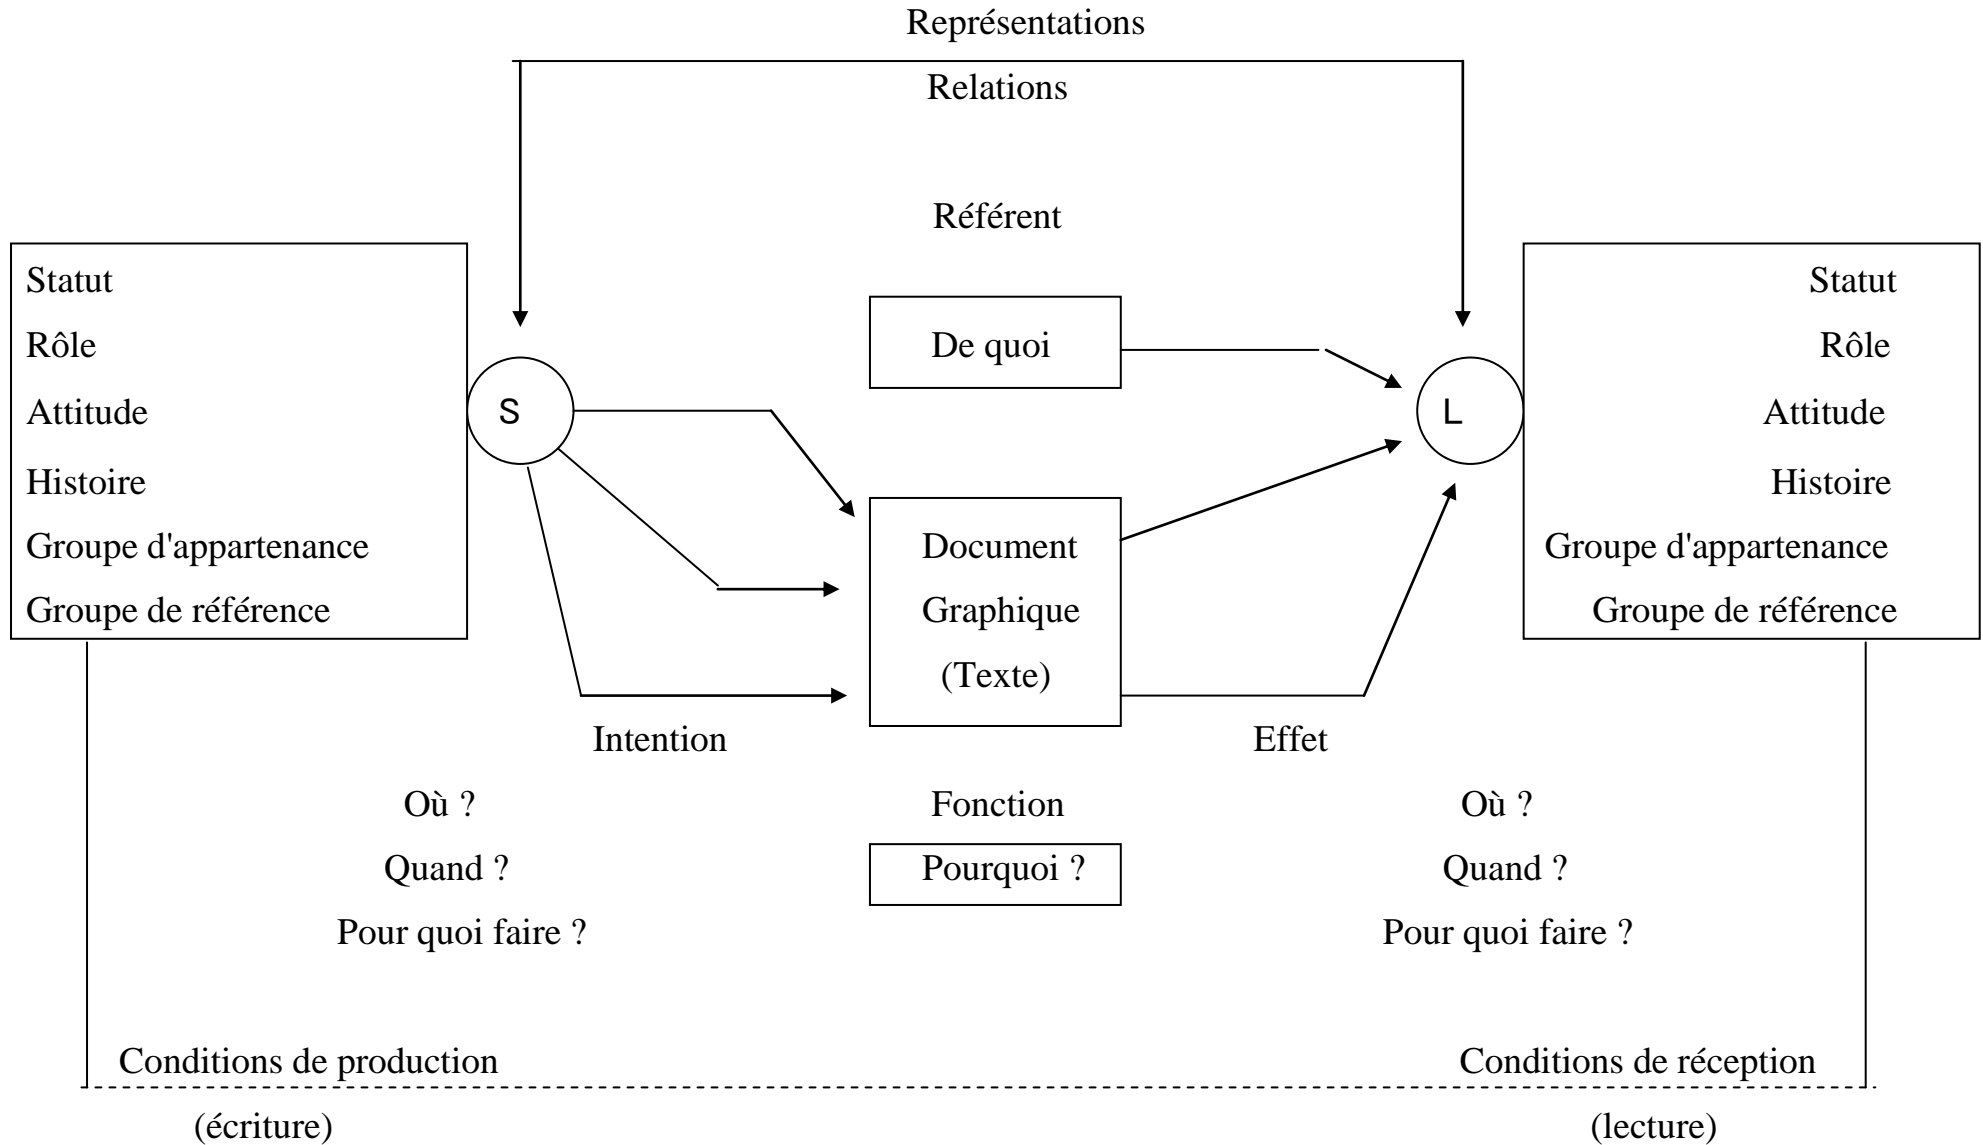 Représentations
Relations
Référent
Statut
Rôle
Attitude
Histoire
Groupe d'appartenance
Groupe de référence
S
De quoi
Document
Graphique
(Texte)
L
Statut
Rôle
Attitude
Histoire
Groupe d'appartenance
Groupe de référence
Intention
Effet
Où ?
Quand ?
Pour quoi faire ?
Fonction
Pourquoi ?
Où ?
Quand ?
Pour quoi faire ?
Conditions de production
(écriture)
Conditions de réception
(lecture)